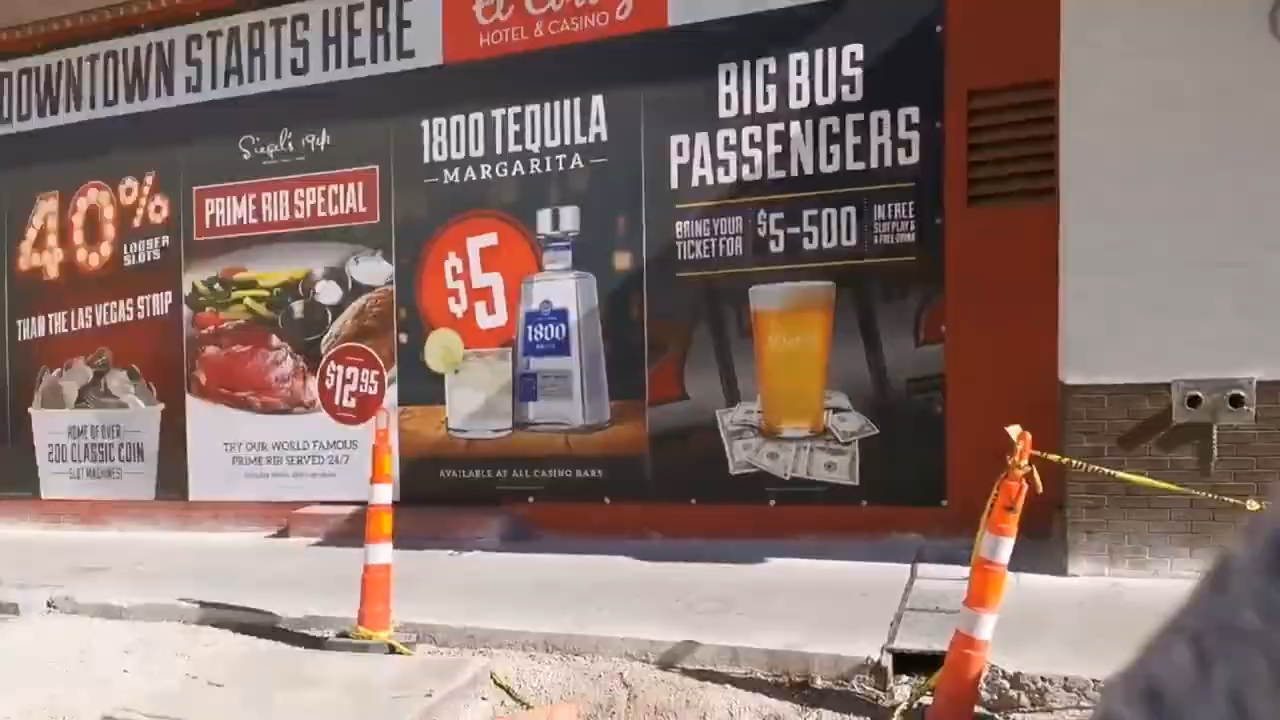 DOWNTOWN STARTS HERE
El Cortez
HOTEL & CASINO
40%
LOOSER
SLOTS
THAN THE LAS VEGAS STRIP
HOME OF OVER
200 CLASSIC COIN
SLOT MACHINES!
Siegel's 1941
PRIME RIB SPECIAL
$12.95
TRY OUR WORLD FAMOUS
PRIME RIB SERVED 24/7
1800 TEQUILA
MARGARITA
$5
1800
AVAILABLE AT ALL CASINO BARS
BIG BUS
PASSENGERS
BRING YOUR
TICKET FOR
$5-500
IN FREE
SLOT PLAY &
A FREE DRINK